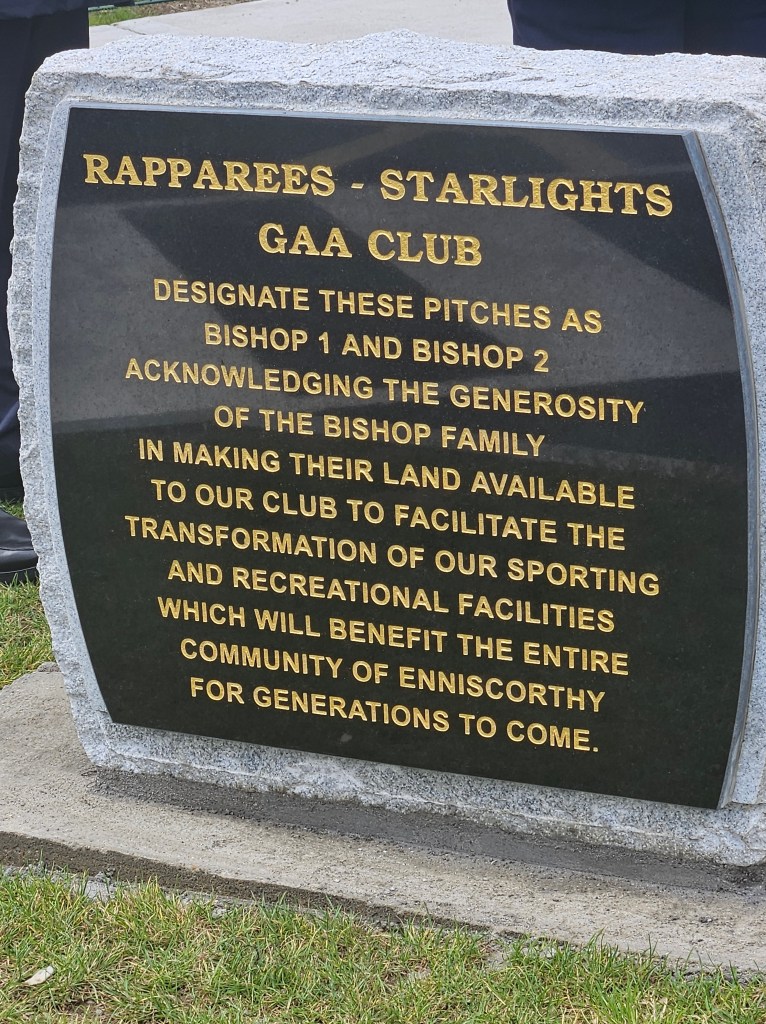 RAPPAREES - STARLIGHTS
GAA CLUB
DESIGNATE THESE PITCHES AS
BISHOP 1 AND BISHOP 2
ACKNOWLEDGING THE GENEROSITY
OF THE BISHOP FAMILY
IN MAKING THEIR LAND AVAILABLE
TO OUR CLUB TO FACILITATE THE
TRANSFORMATION OF OUR SPORTING
AND RECREATIONAL FACILITIES
WHICH WILL BENEFIT THE ENTIRE
COMMUNITY OF ENNISCORTHY
FOR GENERATIONS TO COME.